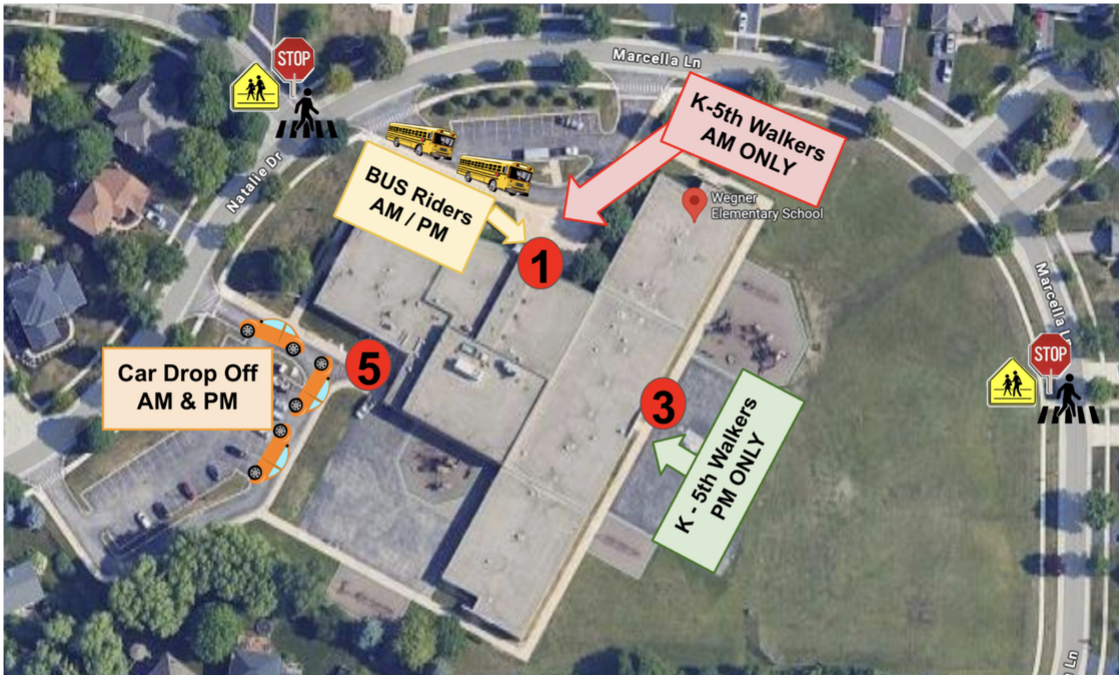 STOP
Marcella Ln
K-5th Walkers
AM ONLY
BUS Riders
AM / PM
Natalie Dr
Wegner
Elementary School
1
Marcella Ln
STOP
Car Drop Off
AM & PM
5
3
K - 5th Walkers
PM ONLY
Ln